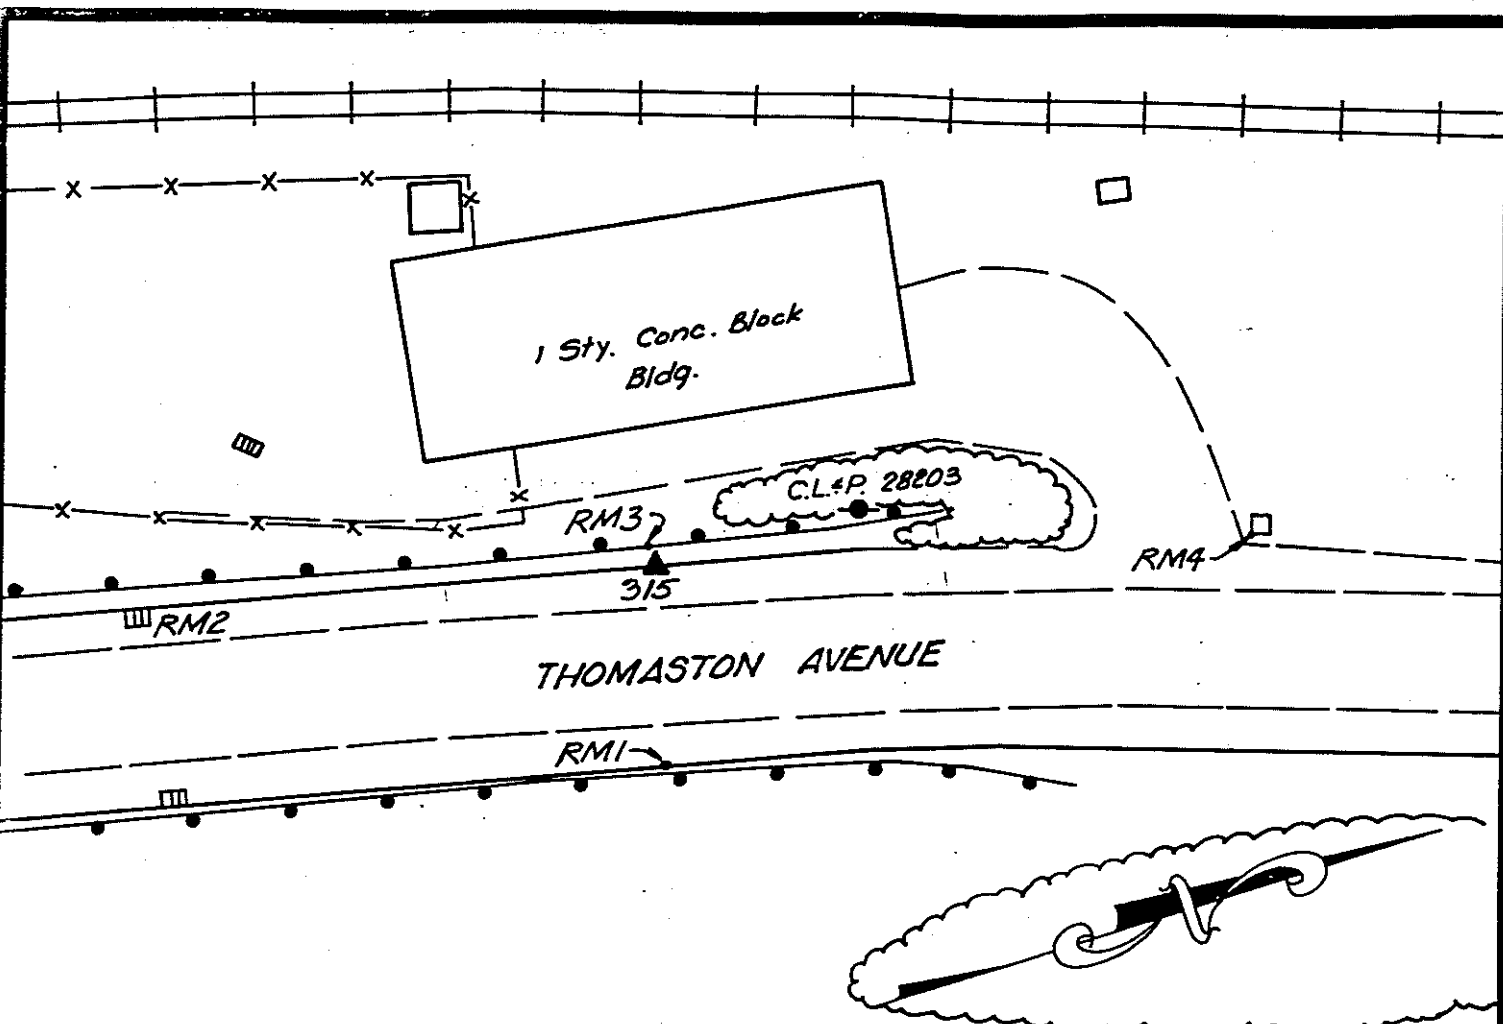 1 Sty. Conc. Block
Bldg.
C.L.&P. 28203
RM3
315
RM4
RM2
THOMASTON AVENUE
RM1
N